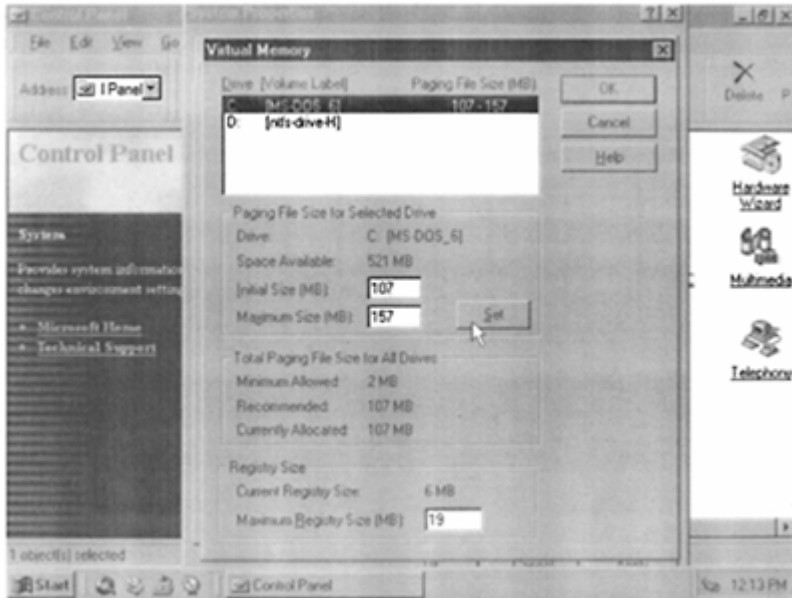 Control Panel
System Properties
File Edit View Go
Address I Panel
Delete P
Virtual Memory
Drive [Volume Label] Paging File Size (MB)
C: [MS-DOS_6] 107 - 157
D: [ntfs-drive-H]
OK
Cancel
Help
Paging File Size for Selected Drive
Drive: C: [MS-DOS_6]
Space Available: 521 MB
Initial Size (MB): 107
Maximum Size (MB): 157
Set
Total Paging File Size for All Drives
Minimum Allowed: 2 MB
Recommended: 107 MB
Currently Allocated: 107 MB
Registry Size
Current Registry Size: 6 MB
Maximum Registry Size (MB): 19
Control Panel
System
Provides system information
changes environment setting
Microsoft Home
Technical Support
Hardware
Wizard
Multimedia
Telephony
1 object(s) selected
Start
Control Panel
12:13 PM